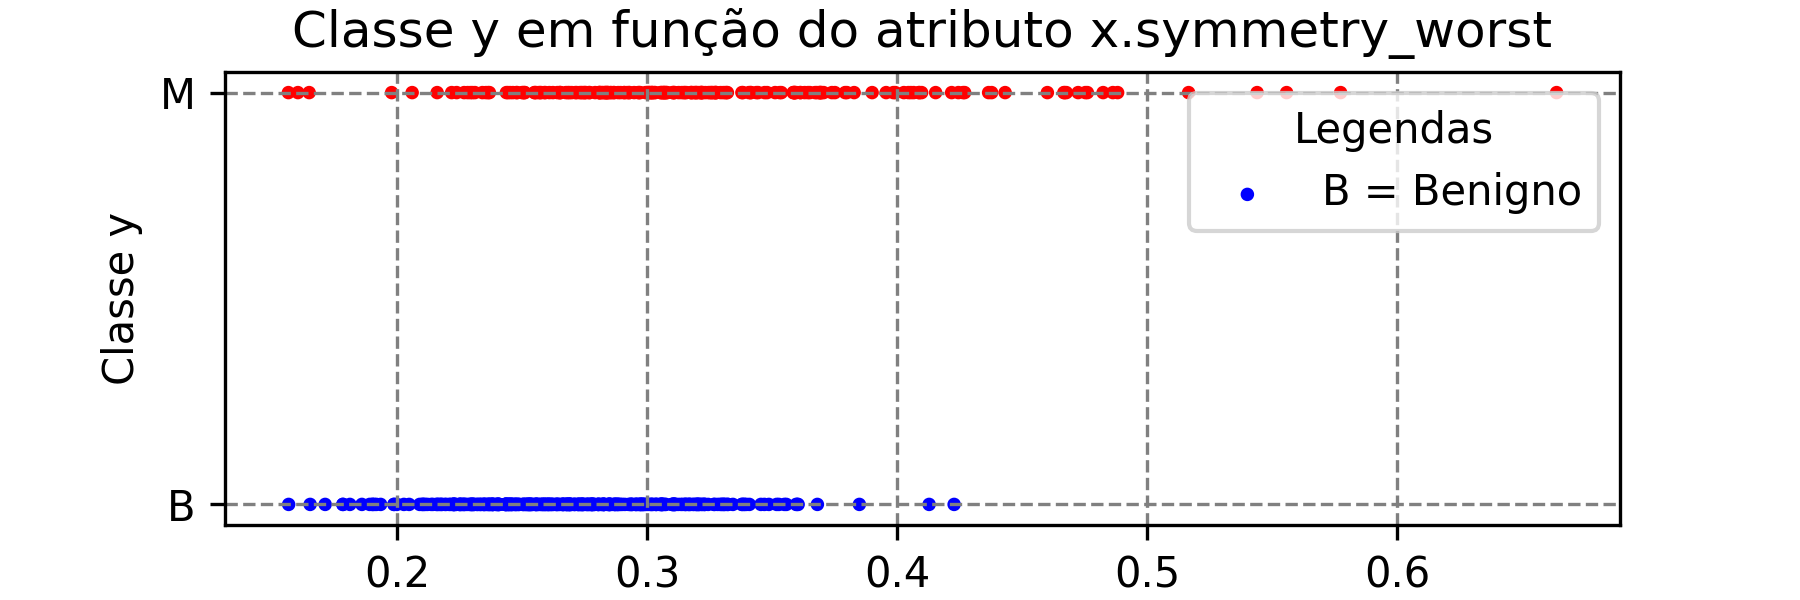 Classe y em função do atributo x.symmetry_worst
M
Legendas
B = Benigno
Classe y
B
0.2 0.3 0.4 0.5 0.6